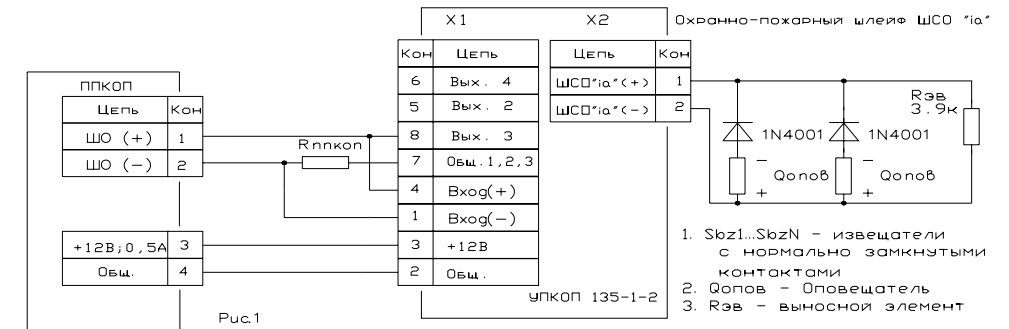 X1
X2
Охранно-пожарный шлейф ШСО "ia"
Кон
Цепь
Цепь
Кон
6
Вых. 4
ШСО"ia"(+)
1
ППКОП
5
Вых. 2
ШСО"ia"(-)
2
Rэв
3.9к
Цепь
Кон
ШО (+)
1
8
Вых. 3
1N4001
1N4001
Rппкоп
ШО (-)
2
7
Общ.1,2,3
-
-
Qопов
Qопов
4
Вход(+)
+
+
1
Вход(-)
+12В;0,5А
3
3
+12В
1. Sbz1...SbzN - извещатели
с нормально замкнутыми
контактами
Общ.
4
2
Общ.
2. Qопов - Оповещатель
УПКОП 135-1-2
3. Rэв - выносной элемент
Рис.1